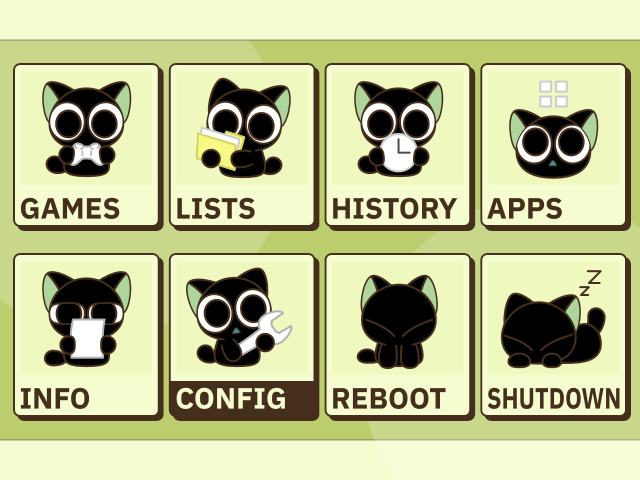 GAMES
LISTS
HISTORY
APPS
Z
Z
INFO
CONFIG
REBOOT
SHUTDOWN